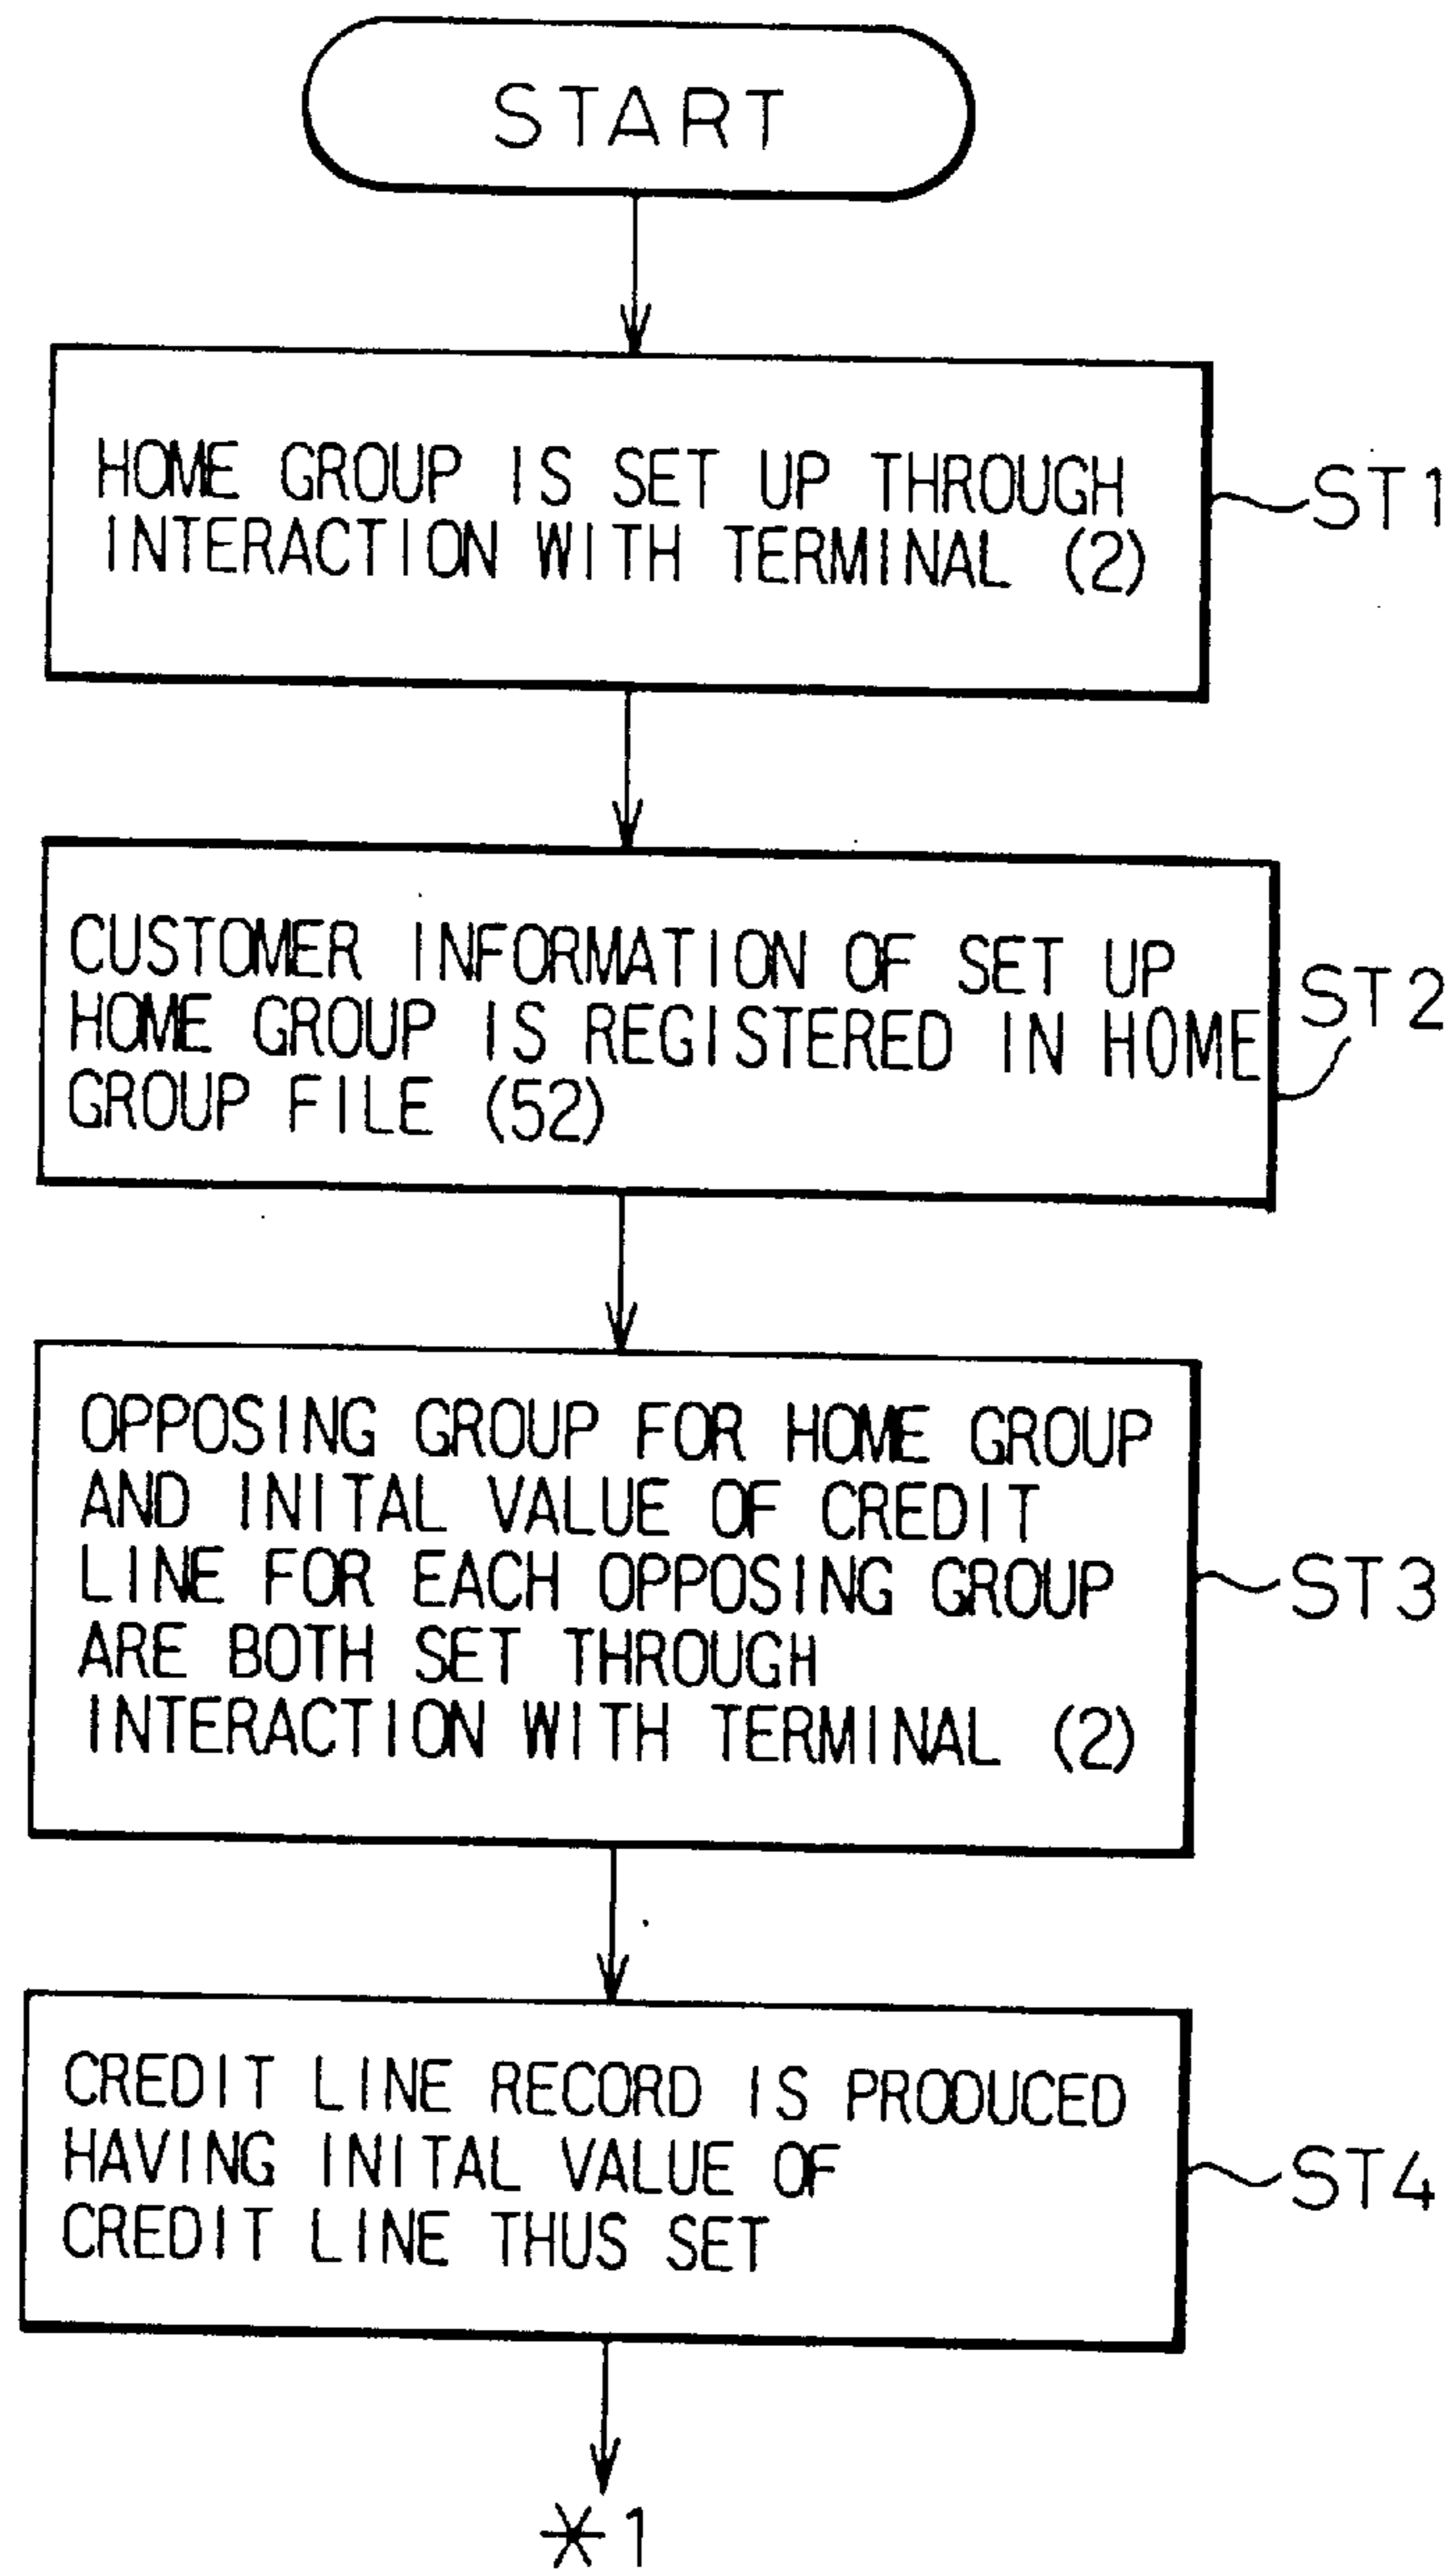 START
HOME GROUP IS SET UP THROUGH
INTERACTION WITH TERMINAL (2)
ST1
CUSTOMER INFORMATION OF SET UP
HOME GROUP IS REGISTERED IN HOME
GROUP FILE (52)
ST2
OPPOSING GROUP FOR HOME GROUP
AND INITAL VALUE OF CREDIT
LINE FOR EACH OPPOSING GROUP
ARE BOTH SET THROUGH
INTERACTION WITH TERMINAL (2)
ST3
CREDIT LINE RECORD IS PRODUCED
HAVING INITAL VALUE OF
CREDIT LINE THUS SET
ST4
*1